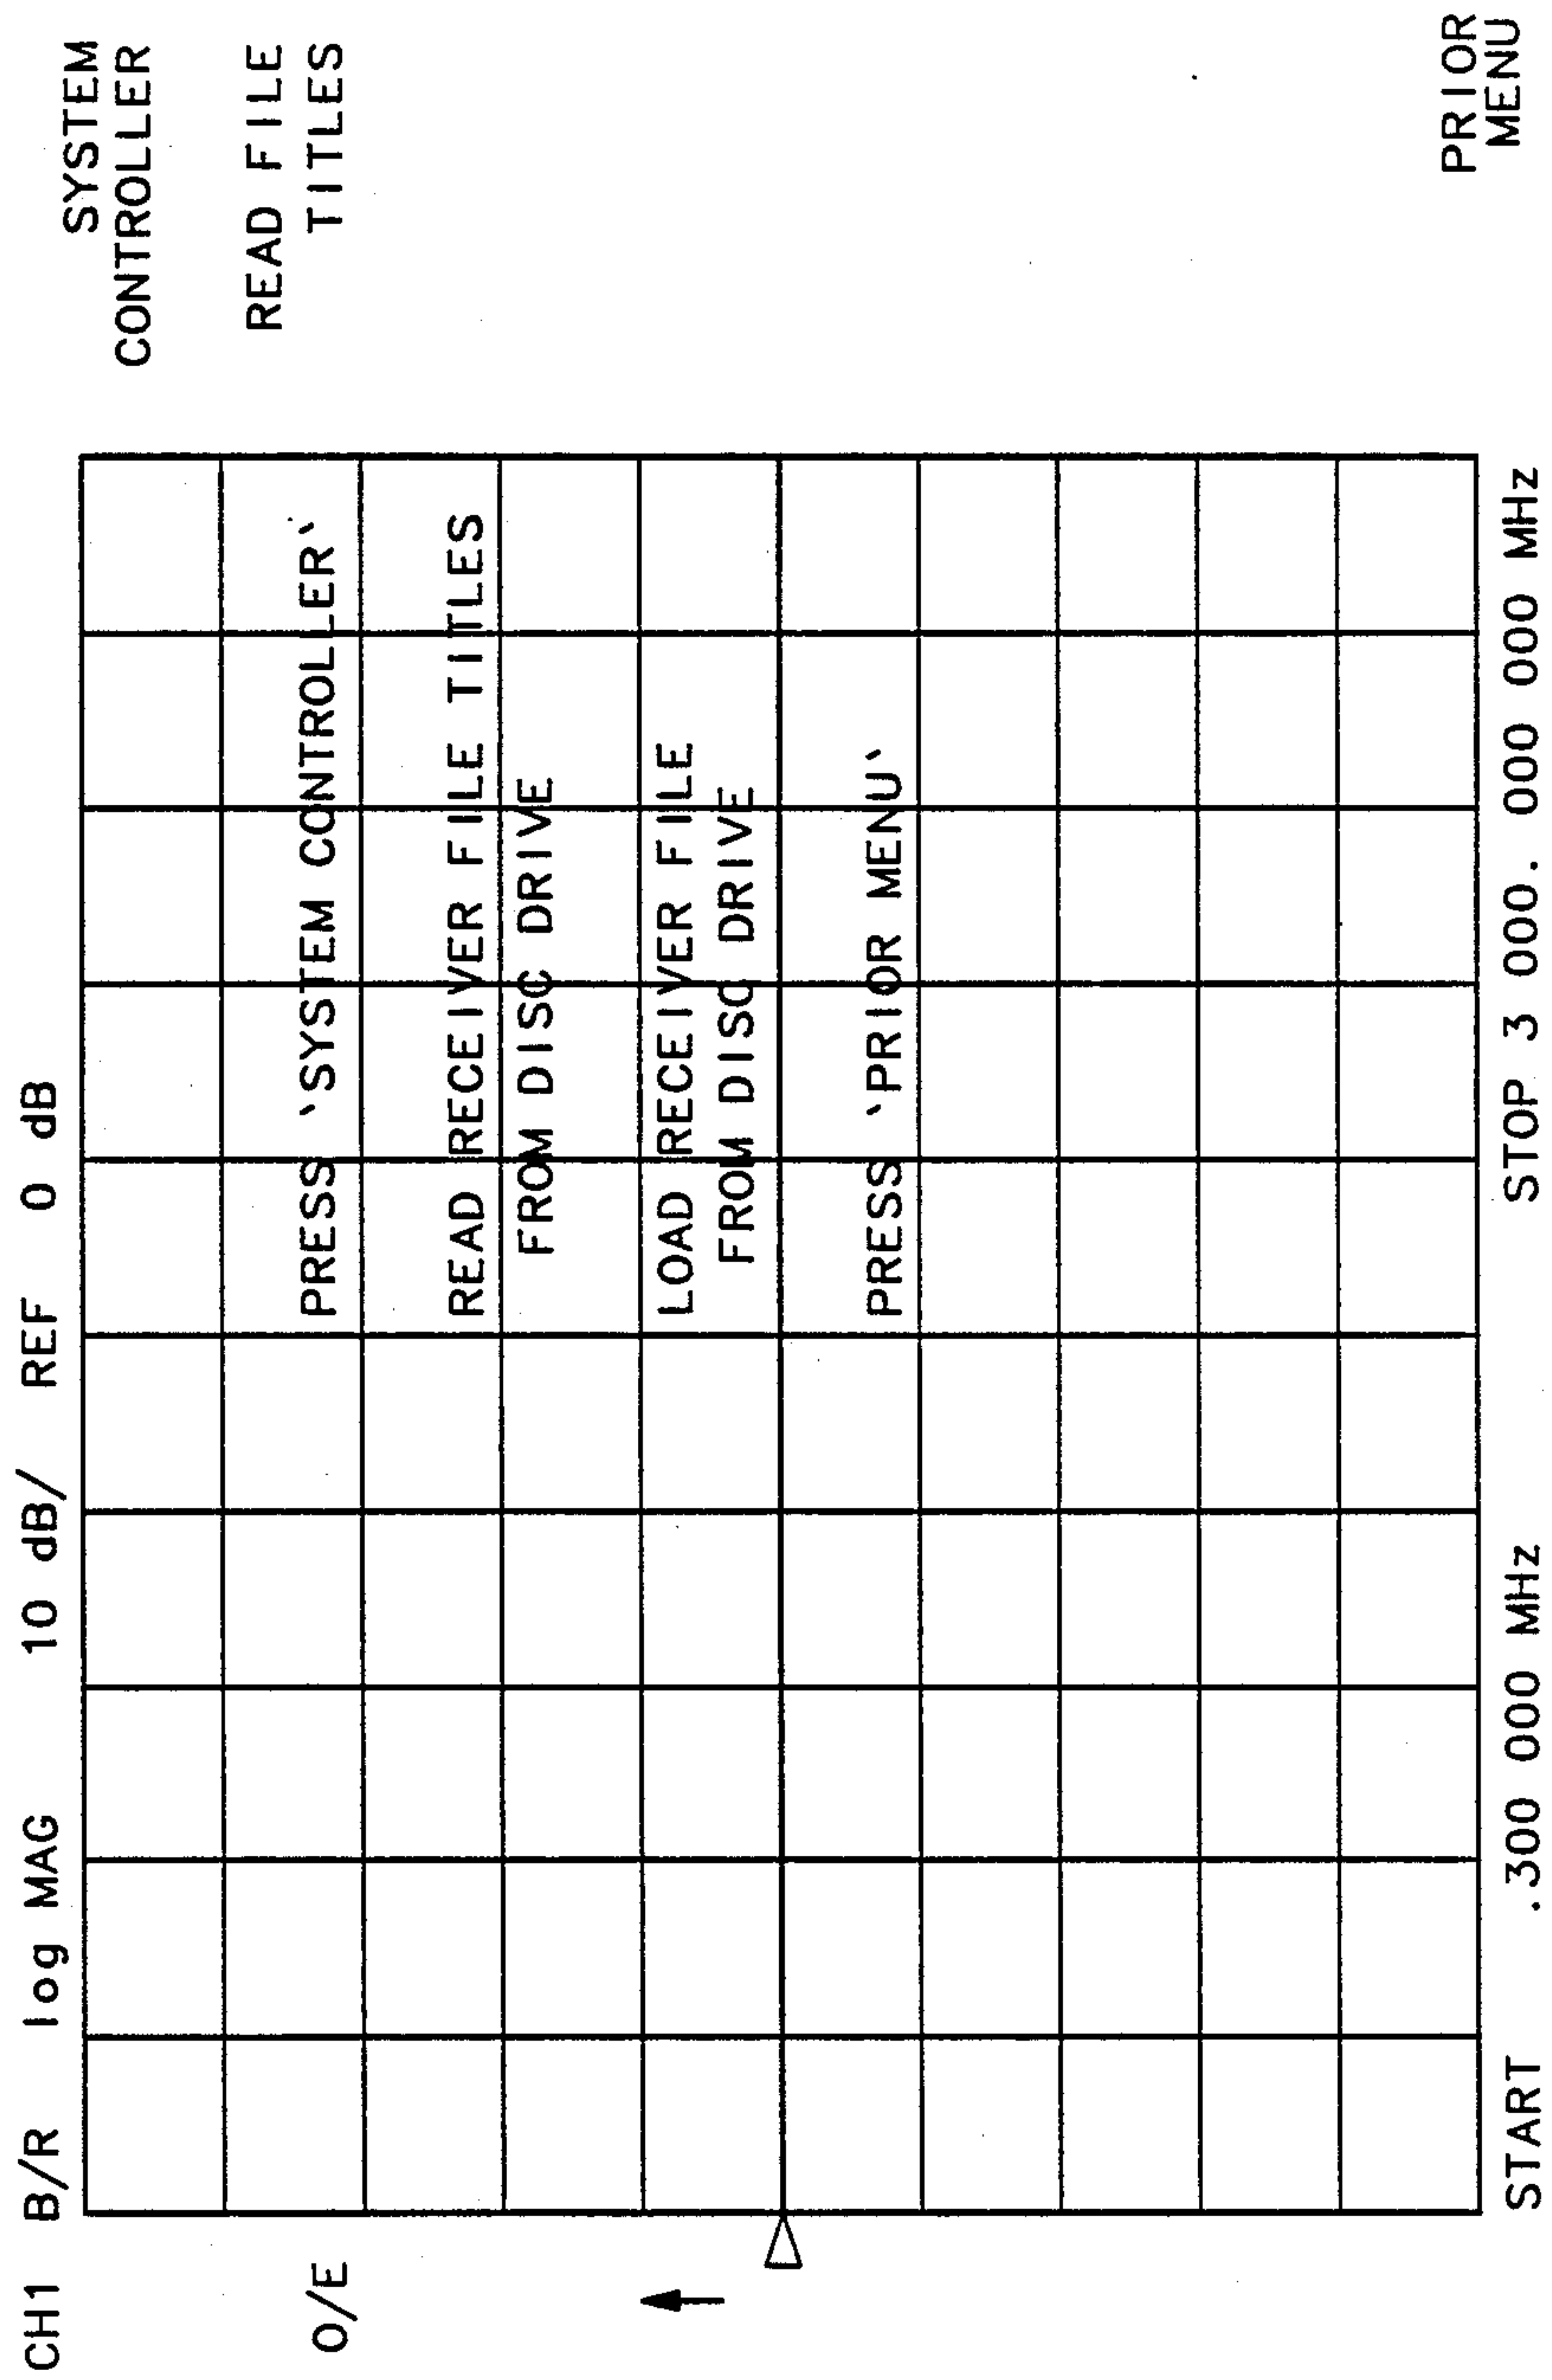 CH1 B/R log MAG 10 dB/ REF 0 dB
SYSTEM
CONTROLLER
READ FILE
TITLES
O/E
PRESS `SYSTEM CONTROLLER`
READ RECEIVER FILE TITLES
FROM DISC DRIVE
LOAD RECEIVER FILE
FROM DISC DRIVE
PRESS `PRIOR MENU`
PRIOR
MENU
START .300 000 MHz STOP 3 000. 000 000 MHz